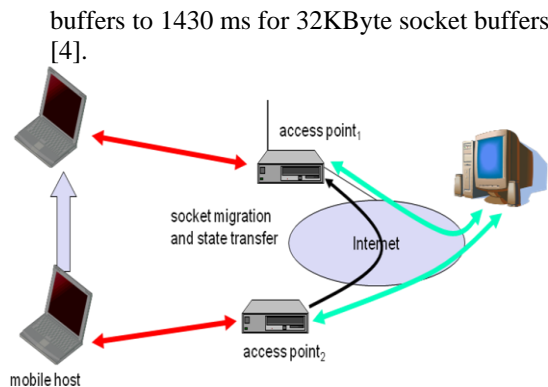 buffers to 1430 ms for 32KByte socket buffers
[4].
access point₁
socket migration
and state transfer
Internet
access point₂
mobile host